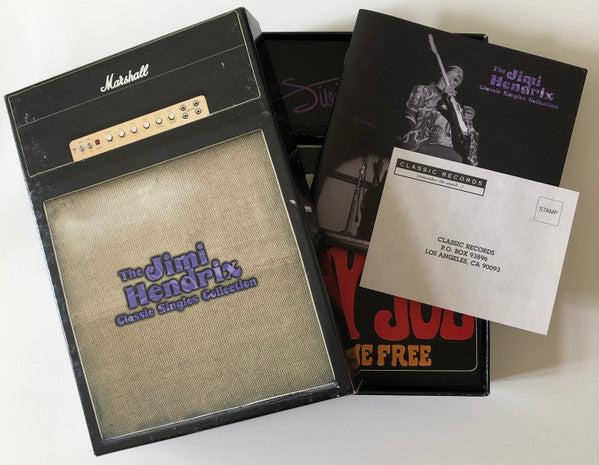 Marshall
The Jimi
Hendrix
Classic Singles Collection
The Jimi
Hendrix
Classic Singles Collection
CLASSIC RECORDS
STAMP
CLASSIC RECORDS
P.O. BOX 93896
LOS ANGELES, CA 90093
Y JOE
FREE